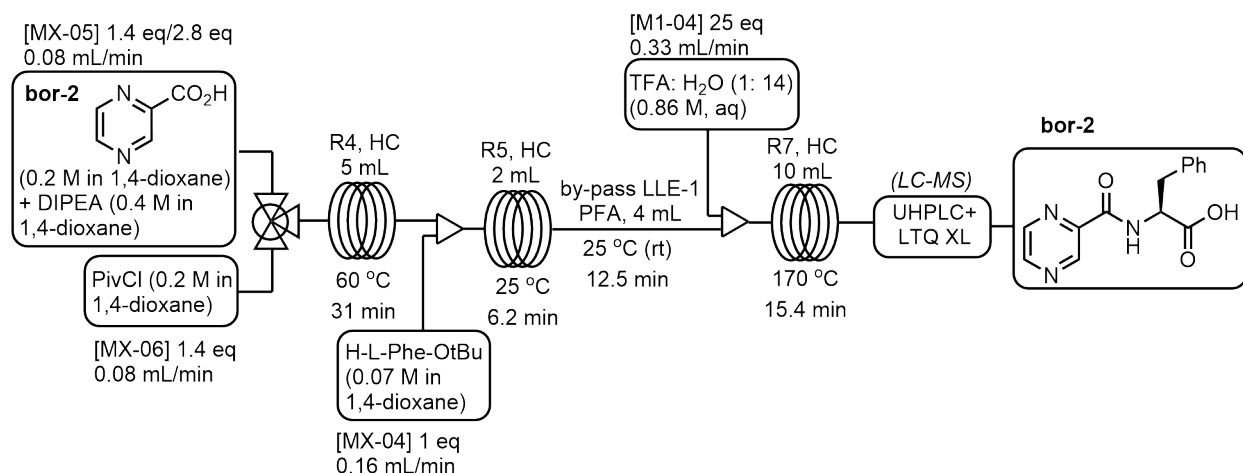 [MX-05] 1.4 eq/2.8 eq
0.08 mL/min
bor-2
N
CO2H
N
(0.2 M in 1,4-dioxane)
+ DIPEA (0.4 M in
1,4-dioxane)
PivCl (0.2 M in
1,4-dioxane)
[MX-06] 1.4 eq
0.08 mL/min
R4, HC
5 mL
60 °C
31 min
H-L-Phe-OtBu
(0.07 M in
1,4-dioxane)
[MX-04] 1 eq
0.16 mL/min
R5, HC
2 mL
25 °C
6.2 min
by-pass LLE-1
PFA, 4 mL
25 °C (rt)
12.5 min
[M1-04] 25 eq
0.33 mL/min
TFA: H2O (1: 14)
(0.86 M, aq)
R7, HC
10 mL
170 °C
15.4 min
(LC-MS)
UHPLC+
LTQ XL
bor-2
Ph
O
N
OH
N
H
O
N